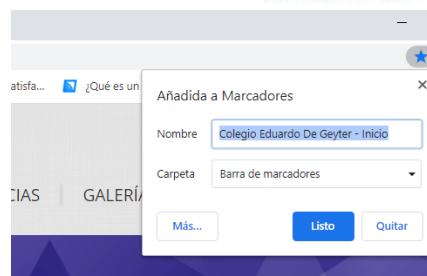 atisfa... ¿Qué es un
Añadida a Marcadores
Nombre Colegio Eduardo De Geyter - Inicio
Carpeta Barra de marcadores
CIAS GALERÍA
Más... Listo Quitar